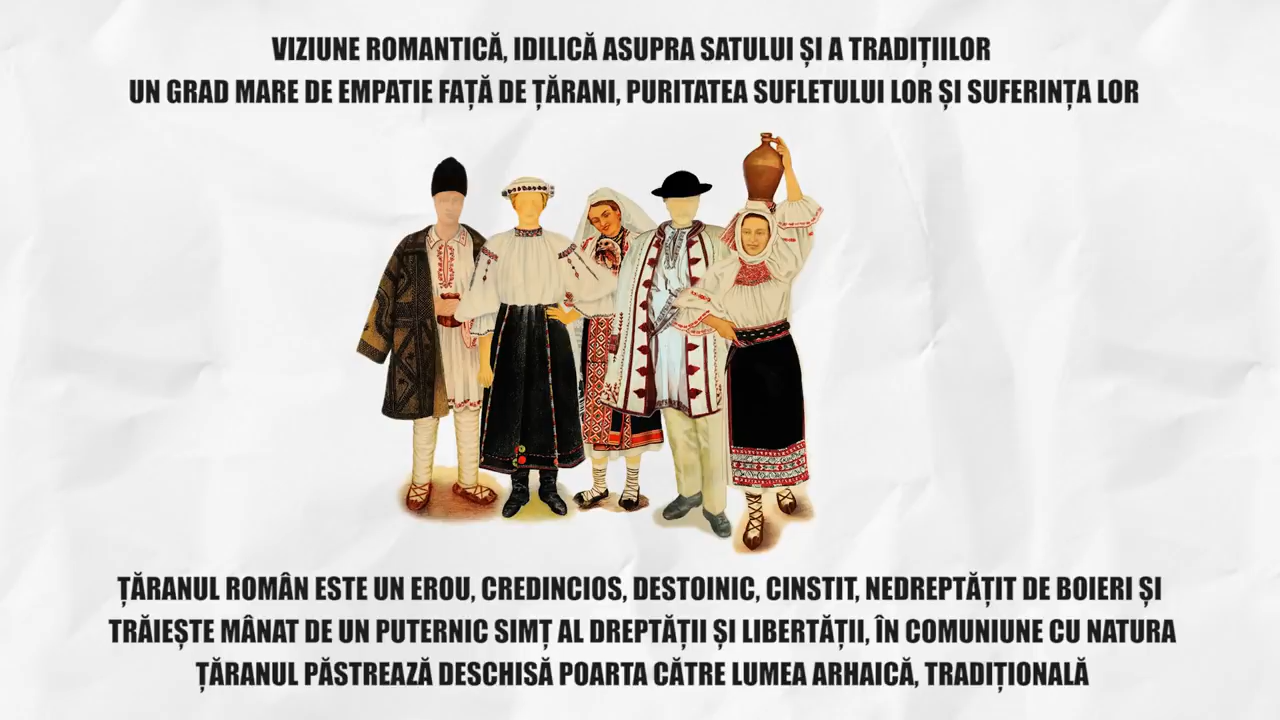 VIZIUNE ROMANTICĂ, IDILICĂ ASUPRA SATULUI ȘI A TRADIȚIILOR
UN GRAD MARE DE EMPATIE FAȚĂ DE ȚĂRANI, PURITATEA SUFLETULUI LOR ȘI SUFERINȚA LOR
ȚĂRANUL ROMÂN ESTE UN EROU, CREDINCIOS, DESTOINIC, CINSTIT, NEDREPTĂȚIT DE BOIERI ȘI
TRĂIEȘTE MÂNAT DE UN PUTERNIC SIMȚ AL DREPTĂȚII ȘI LIBERTĂȚII, ÎN COMUNIUNE CU NATURA
ȚĂRANUL PĂSTREAZĂ DESCHISĂ POARTA CĂTRE LUMEA ARHAICĂ, TRADIȚIONALĂ